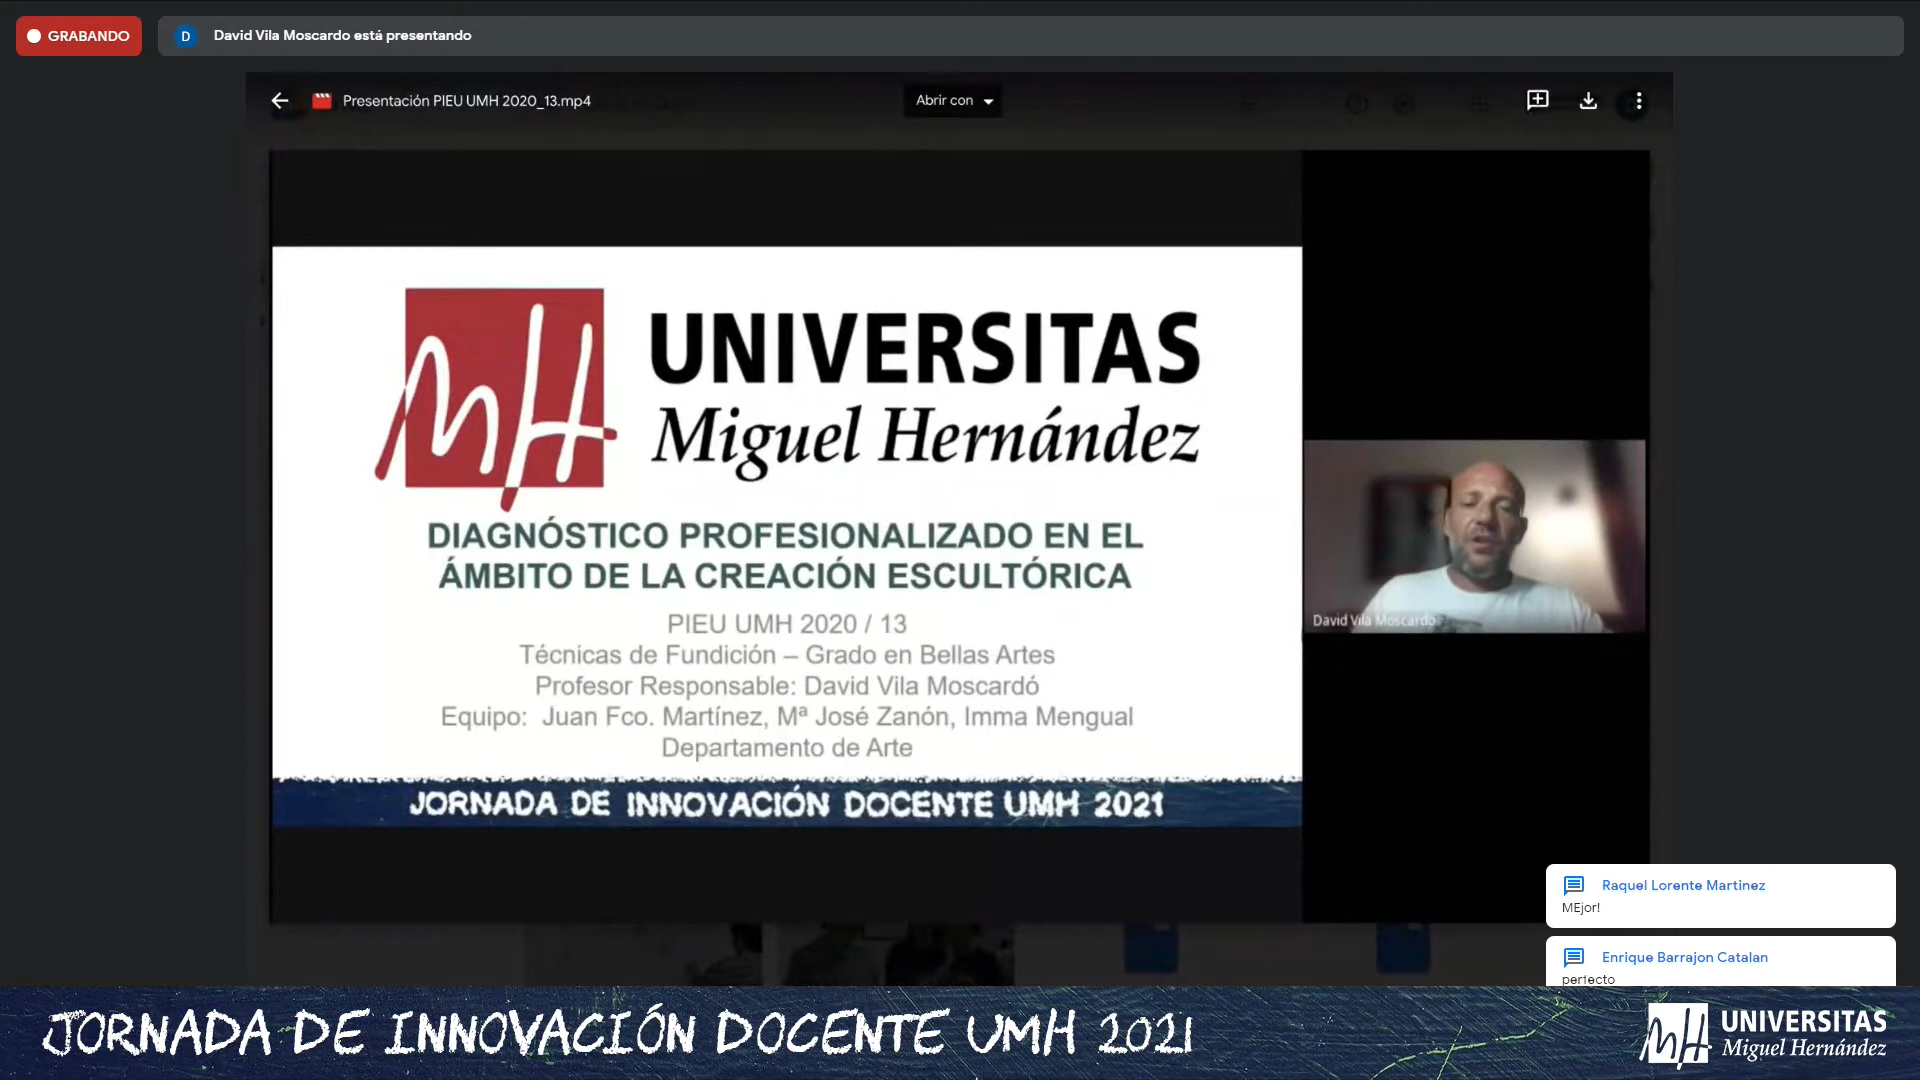 GRABANDO
D
David Vila Moscardo está presentando
Presentación PIEU UMH 2020_13.mp4
Abrir con
MH
UNIVERSITAS
Miguel Hernández
DIAGNÓSTICO PROFESIONALIZADO EN EL
ÁMBITO DE LA CREACIÓN ESCULTÓRICA
PIEU UMH 2020 / 13
Técnicas de Fundición – Grado en Bellas Artes
Profesor Responsable: David Vila Moscardó
Equipo: Juan Fco. Martínez, Mª José Zanón, Imma Mengual
Departamento de Arte
JORNADA DE INNOVACIÓN DOCENTE UMH 2021
David Vila Moscardo
Raquel Lorente Martinez
MEjor!
Enrique Barrajon Catalan
perfecto
JORNADA DE INNOVACIÓN DOCENTE UMH 2021
MH
UNIVERSITAS
Miguel Hernández